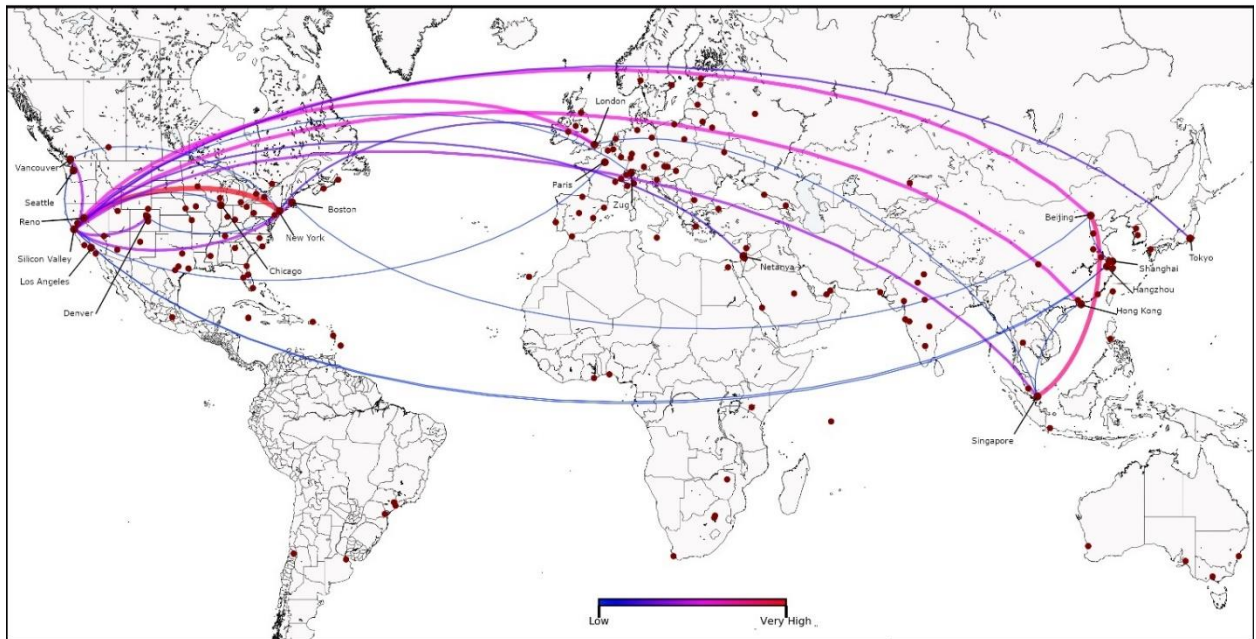 London
Vancouver
Paris
Seattle
Zug
Boston
Beijing
Reno
New York
Tokyo
Silicon Valley
Chicago
Netanya
Shanghai
Los Angeles
Hangzhou
Denver
Hong Kong
Singapore
Low
Very High